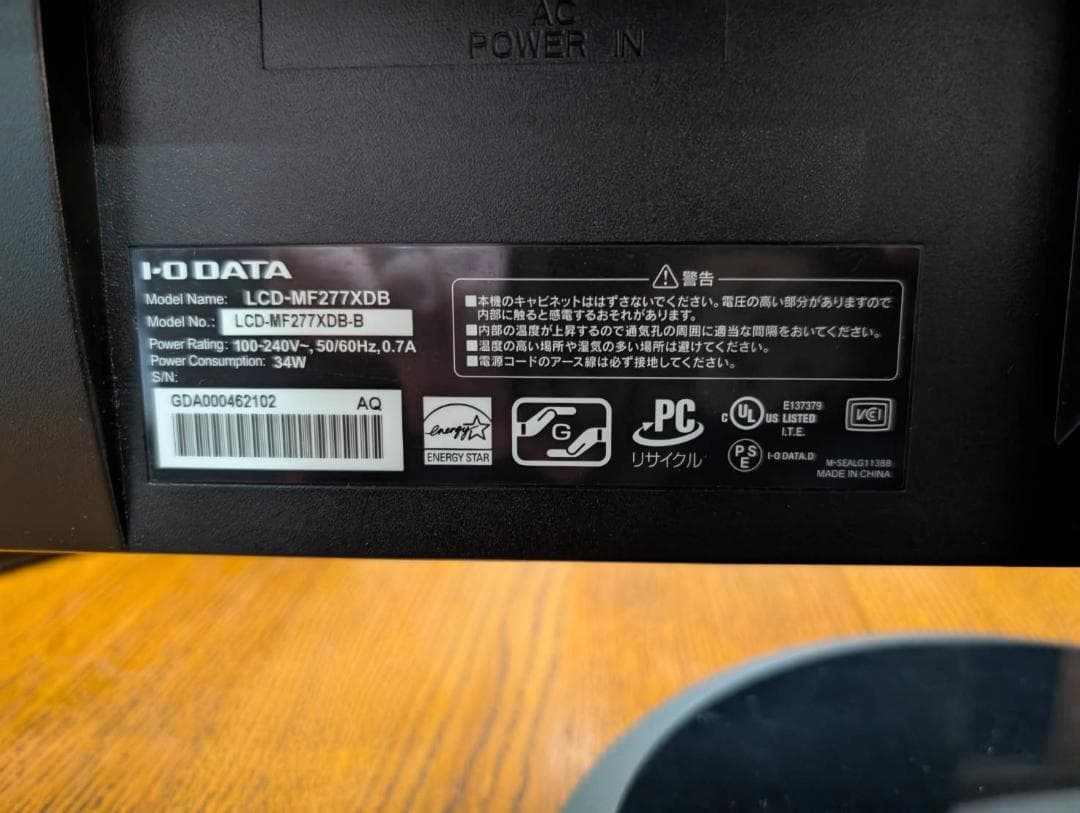 AC
POWER IN
I-O DATA
Model Name: LCD-MF277XDB
Model No.: LCD-MF277XDB-B
Power Rating: 100-240V~, 50/60Hz, 0.7A
Power Consumption: 34W
S/N:
GDA000462102 AQ
⚠警告
■本機のキャビネットははずさないでください。電圧の高い部分がありますので
内部に触ると感電するおそれがあります。
■内部の温度が上昇するので通気孔の周囲に適当な間隔をおいてください。
■温度の高い場所や湿気の多い場所は避けてください。
■電源コードのアース線は必ず接地してください。
energy
ENERGY STAR
G
PC
リサイクル
C UL US LISTED
E137379
I.T.E.
PSE
I-O DATA.D
VCI
M-SEALG11388
MADE IN CHINA